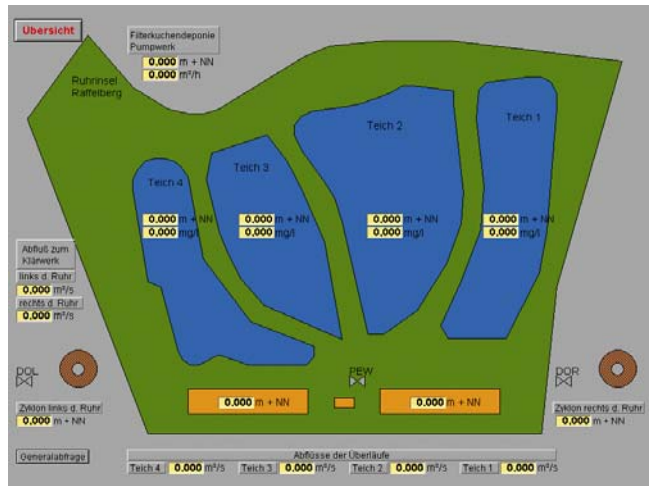 Übersicht
Filterkuchendeponie
Pumpwerk
0.000 m + NN
0.000 m³/h
Ruhrinsel
Raffelberg
Teich 1
Teich 2
Teich 3
Teich 4
0.000 m + NN
0.000 mg/l
0.000 m + NN
0.000 mg/l
0.000 m + NN
0.000 mg/l
0.000 m + NN
0.000 mg/l
Abfluß zum
Klärwerk
links d. Ruhr
0,000 m³/s
rechts d. Ruhr
0,000 m³/s
DOL
PEW
DOR
Zyklon links d. Ruhr
0.000 m + NN
0.000 m + NN
0.000 m + NN
Zyklon rechts d. Ruhr
0.000 m + NN
Generalabfrage
Abflüsse der Überläufe
Teich 4 0.000 m³/s Teich 3 0.000 m³/s Teich 2 0.000 m³/s Teich 1 0.000 m³/s